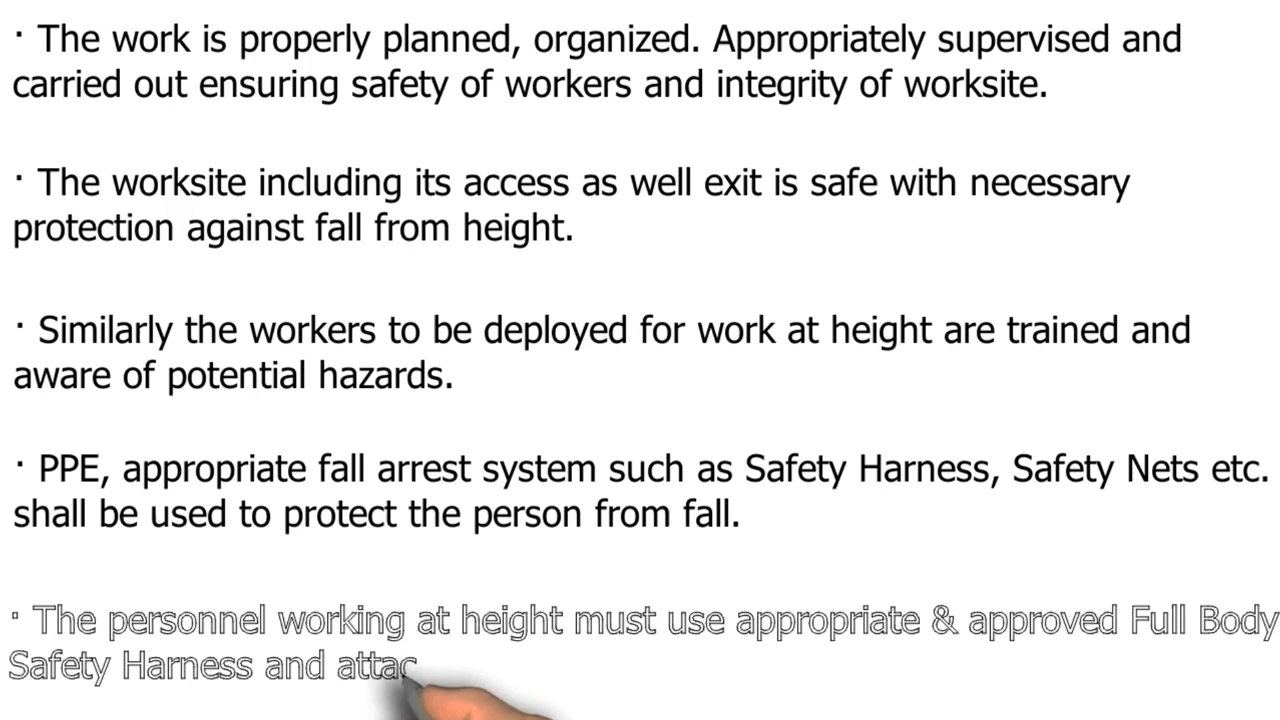 · The work is properly planned, organized. Appropriately supervised and
carried out ensuring safety of workers and integrity of worksite.
· The worksite including its access as well exit is safe with necessary
protection against fall from height.
· Similarly the workers to be deployed for work at height are trained and
aware of potential hazards.
· PPE, appropriate fall arrest system such as Safety Harness, Safety Nets etc.
shall be used to protect the person from fall.
· The personnel working at height must use appropriate & approved Full Body
Safety Harness and attac